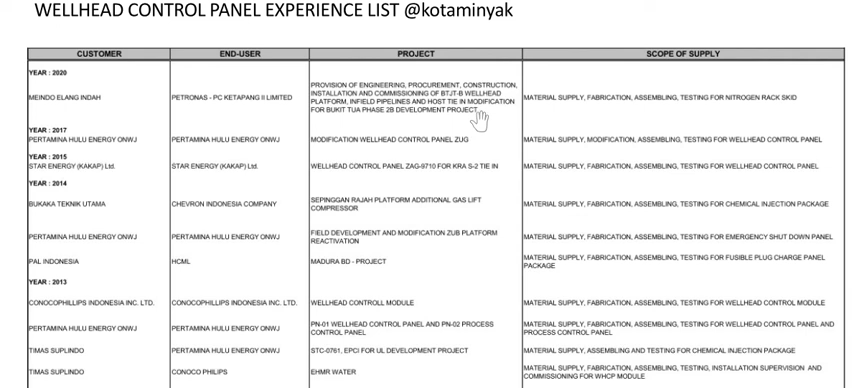 WELLHEAD CONTROL PANEL EXPERIENCE LIST @kotaminyak
CUSTOMER END-USER PROJECT SCOPE OF SUPPLY
YEAR : 2020
MEINDO ELANG INDAH PETRONAS - PC KETAPANG II LIMITED PROVISION OF ENGINEERING, PROCUREMENT, CONSTRUCTION, INSTALLATION AND COMMISSIONING OF BTJT-B WELLHEAD PLATFORM, INFIELD PIPELINES AND HOST TIE IN MODIFICATION FOR BUKIT TUA PHASE 2B DEVELOPMENT PROJECT MATERIAL SUPPLY, FABRICATION, ASSEMBLING, TESTING FOR NITROGEN RACK SKID
YEAR : 2017
PERTAMINA HULU ENERGY ONWJ PERTAMINA HULU ENERGY ONWJ MODIFICATION WELLHEAD CONTROL PANEL ZUG MATERIAL SUPPLY, MODIFICATION, ASSEMBLING, TESTING FOR WELLHEAD CONTROL PANEL
YEAR : 2015
STAR ENERGY (KAKAP) Ltd. STAR ENERGY (KAKAP) Ltd. WELLHEAD CONTROL PANEL ZAG-9710 FOR KRA S-2 TIE IN MATERIAL SUPPLY, FABRICATION, ASSEMBLING, TESTING FOR WELLHEAD CONTROL PANEL
YEAR : 2014
BUKAKA TEKNIK UTAMA CHEVRON INDONESIA COMPANY SEPINGGAN RAJAH PLATFORM ADDITIONAL GAS LIFT COMPRESSOR MATERIAL SUPPLY, FABRICATION, ASSEMBLING, TESTING FOR CHEMICAL INJECTION PACKAGE
PERTAMINA HULU ENERGY ONWJ PERTAMINA HULU ENERGY ONWJ FIELD DEVELOPMENT AND MODIFICATION ZUB PLATFORM REACTIVATION MATERIAL SUPPLY, FABRICATION, ASSEMBLING, TESTING FOR EMERGENCY SHUT DOWN PANEL
PAL INDONESIA HCML MADURA BD - PROJECT MATERIAL SUPPLY, FABRICATION, ASSEMBLING, TESTING FOR FUSIBLE PLUG CHARGE PANEL PACKAGE
YEAR : 2013
CONOCOPHILLIPS INDONESIA INC. LTD. CONOCOPHILLIPS INDONESIA INC. LTD. WELLHEAD CONTROLL MODULE MATERIAL SUPPLY, FABRICATION, ASSEMBLING, TESTING FOR WELLHEAD CONTROL MODULE
PERTAMINA HULU ENERGY ONWJ PERTAMINA HULU ENERGY ONWJ PN-01 WELLHEAD CONTROL PANEL AND PN-02 PROCESS CONTROL PANEL MATERIAL SUPPLY, FABRICATION, ASSEMBLING, TESTING FOR WELLHEAD CONTROL PANEL AND PROCESS CONTROL PANEL
TIMAS SUPLINDO PERTAMINA HULU ENERGY ONWJ STC-0761, EPCI FOR UL DEVELOPMENT PROJECT MATERIAL SUPPLY, ASSEMBLING AND TESTING FOR CHEMICAL INJECTION PACKAGE
TIMAS SUPLINDO CONOCO PHILIPS EHMR WATER MATERIAL SUPPLY, FABRICATION, ASSEMBLING, TESTING, INSTALLATION SUPERVISION AND COMMISSIONING FOR WHCP MODULE